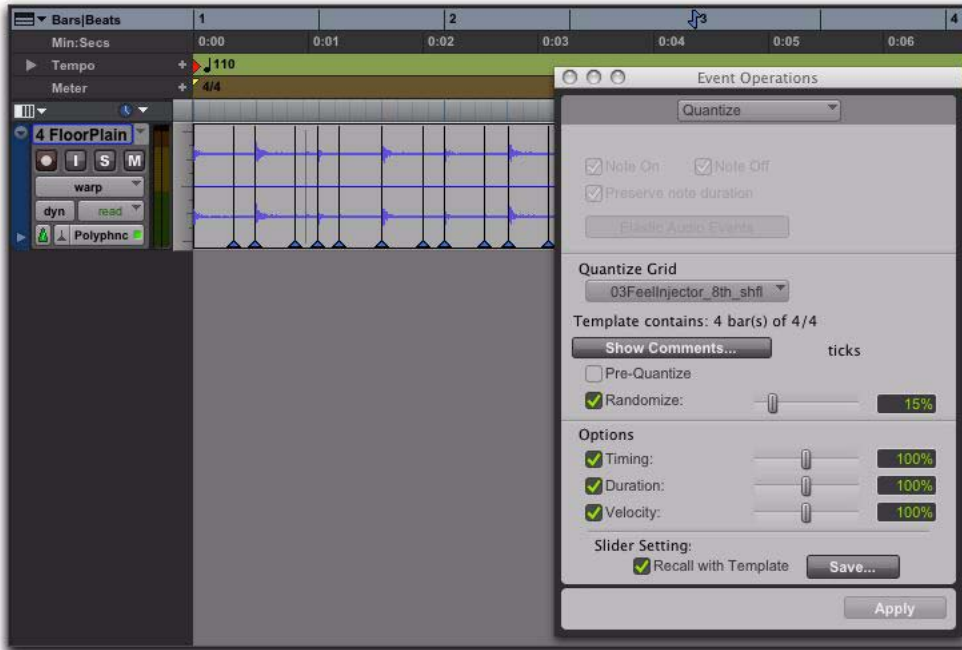 Bars|Beats
1
2
3
4
Min:Secs
0:00
0:01
0:02
0:03
0:04
0:05
0:06
Tempo
110
Meter
4/4
4 FloorPlain
I
S
M
warp
dyn
read
Polyphnc
Event Operations
Quantize
Note On
Note Off
Preserve note duration
Elastic Audio Events
Quantize Grid
03FeelInjector_8th_shfl
Template contains: 4 bar(s) of 4/4
Show Comments...
ticks
Pre-Quantize
Randomize:
15%
Options
Timing:
100%
Duration:
100%
Velocity:
100%
Slider Setting:
Recall with Template
Save...
Apply